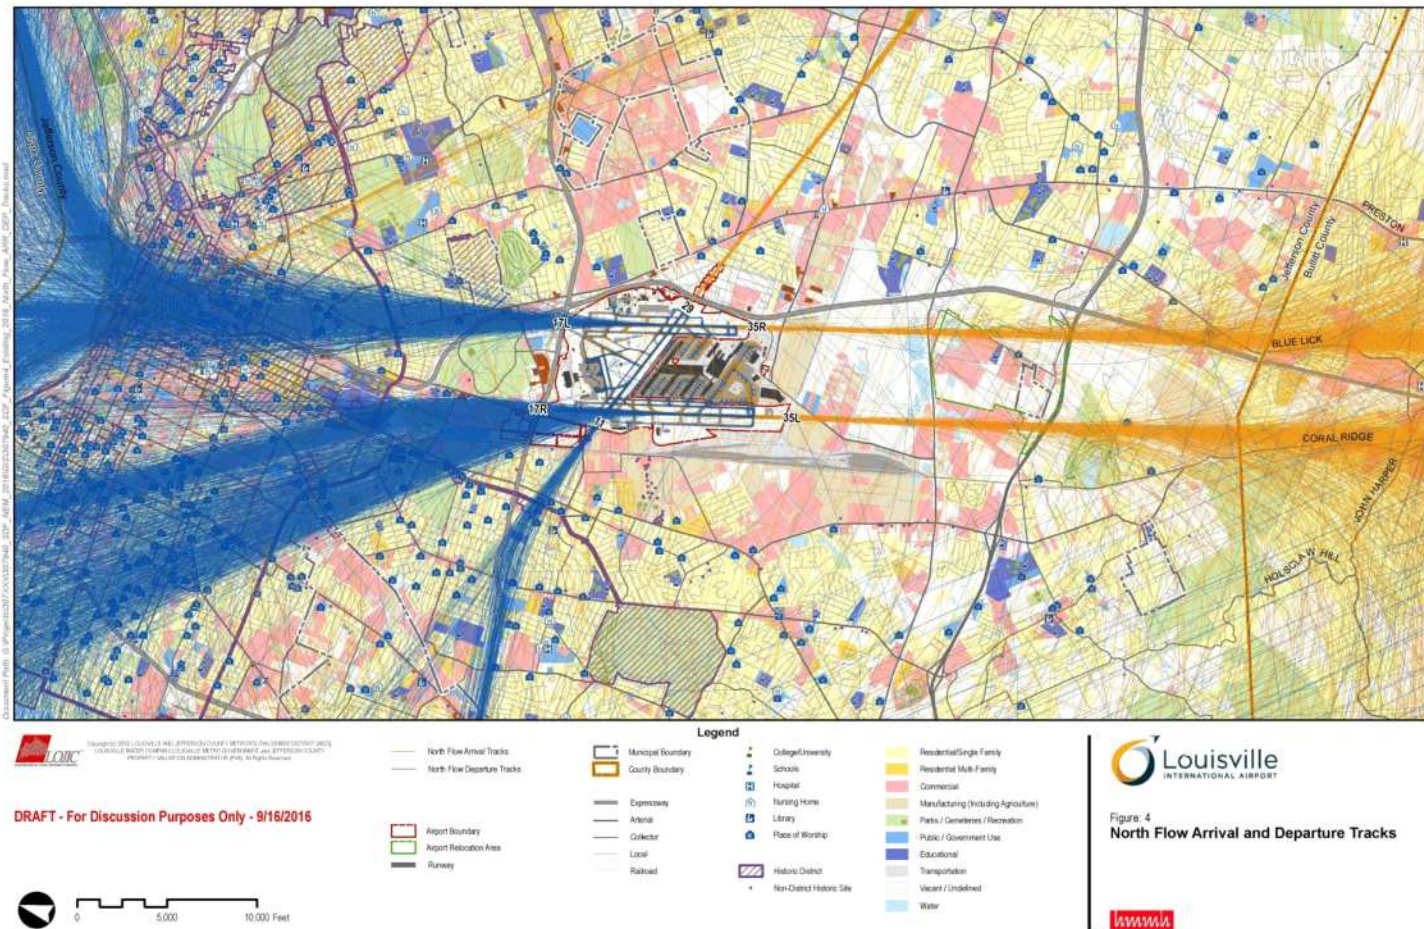 Jefferson County
Jefferson County
Bullitt County
PRESTON
29
17L
35R
BLUE LICK
17R
11
35L
CORAL RIDGE
JOHN HARPER
HOLSCLAW HILL
Legend
LOJIC
North Flow Arrival Tracks
North Flow Departure Tracks
Airport Boundary
Airport Relocation Area
Runway
Municipal Boundary
County Boundary
Expressway
Arterial
Collector
Local
Railroad
College/University
Schools
Hospital
Nursing Home
Library
Place of Worship
Historic District
Non-District Historic Site
Residential/Single Family
Residential Multi-Family
Commercial
Manufacturing (Including Agriculture)
Parks / Cemeteries / Recreation
Public / Government Use
Educational
Transportation
Vacant / Undefined
Water
DRAFT - For Discussion Purposes Only - 9/16/2016
0 5,000 10,000 Feet
Louisville
INTERNATIONAL AIRPORT
Figure: 4
North Flow Arrival and Departure Tracks
hmmh